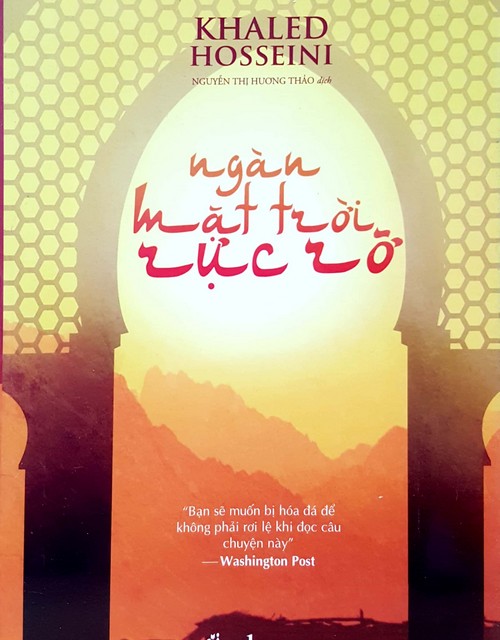 KHALED
HOSSEINI
NGUYỄN THỊ HƯƠNG THẢO dịch
ngàn
mặt trời
rực rỡ
"Bạn sẽ muốn bị hóa đá để
không phải rơi lệ khi đọc câu
chuyện này"
— Washington Post